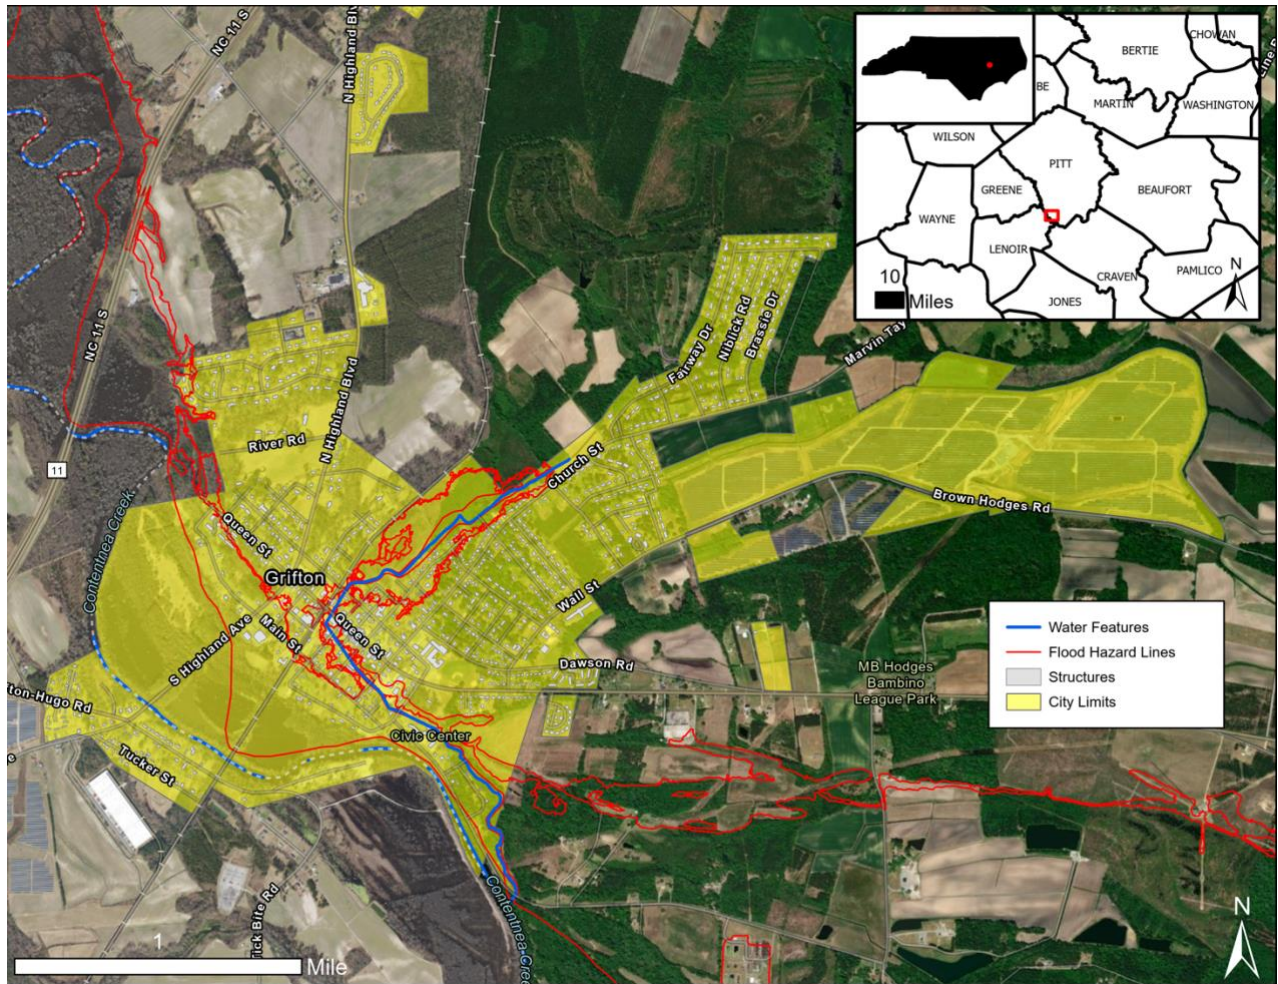 NC 11 S
N Highland Blv
Line R
CHOWAN
BERTIE
BE
MARTIN
WASHINGTON
WILSON
PITT
GREENE
BEAUFORT
WAYNE
LENOIR
CRAVEN
PAMLICO
JONES
10
Miles
N
NC 11 S
Fairway Dr
Niblick Rd
Brassie Dr
Marvin Tay
N Highland Blvd
River Rd
11
Church St
Brown Hodges Rd
Contentnea Creek
Queen St
Grifton
Wall St
S Highland Ave
Main St
Queen St
Dawson Rd
MB Hodges
Bambino
League Park
Water Features
Flood Hazard Lines
Structures
City Limits
ton-Hugo Rd
Civic Center
e
Tucker St
Contentnea Cree
Tick Bite Rd
N
1
Mile